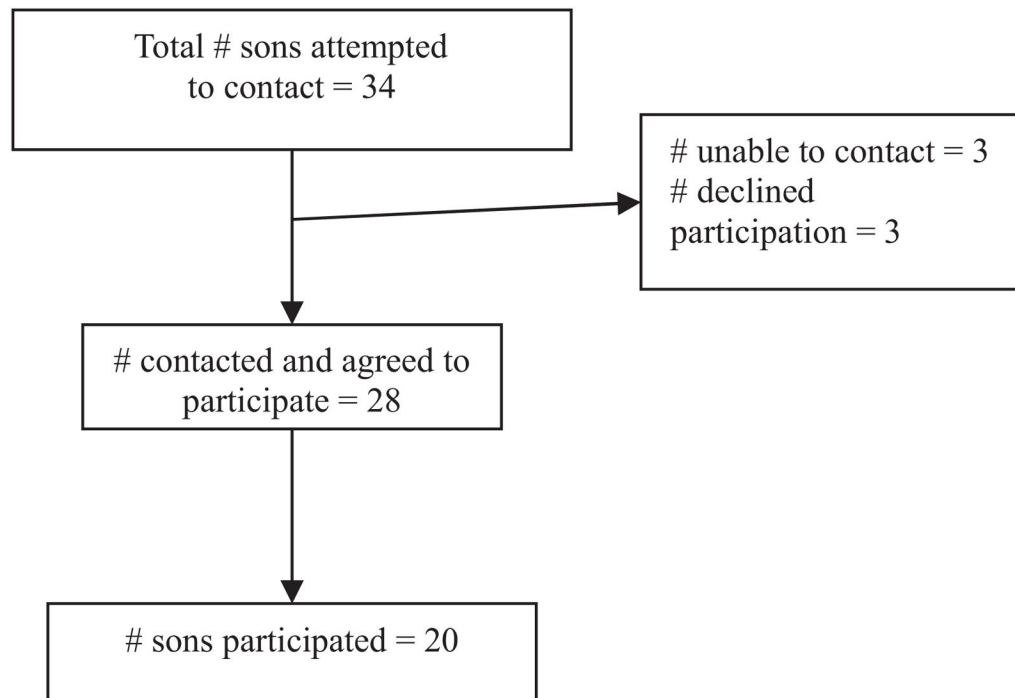 Total # sons attempted
to contact = 34
# unable to contact = 3
# declined
participation = 3
# contacted and agreed to
participate = 28
# sons participated = 20